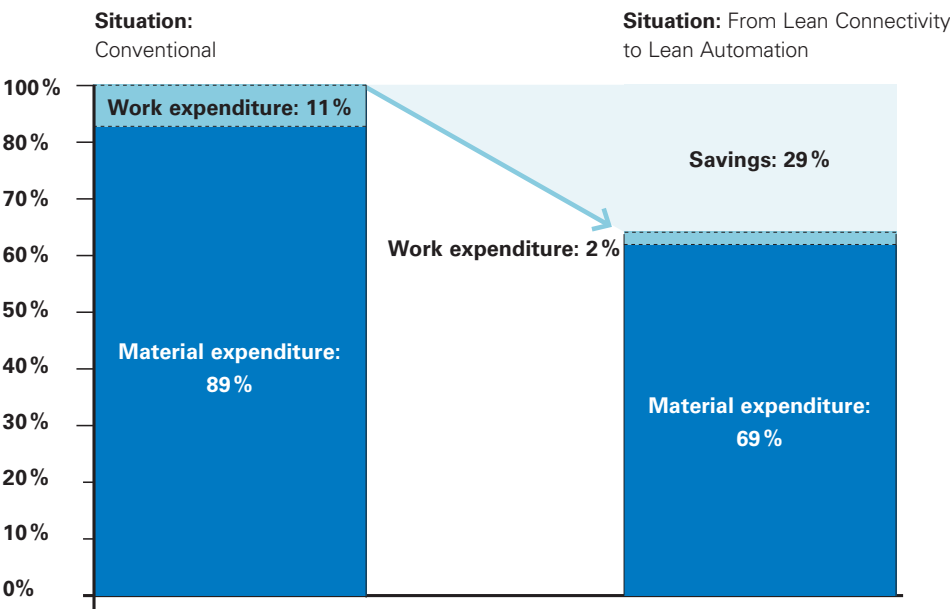 Situation:
Conventional
Situation: From Lean Connectivity
to Lean Automation
100%
Work expenditure: 11%
80%
Savings: 29%
70%
60%
Work expenditure: 2%
50%
Material expenditure:
89%
40%
Material expenditure:
69%
30%
20%
10%
0%